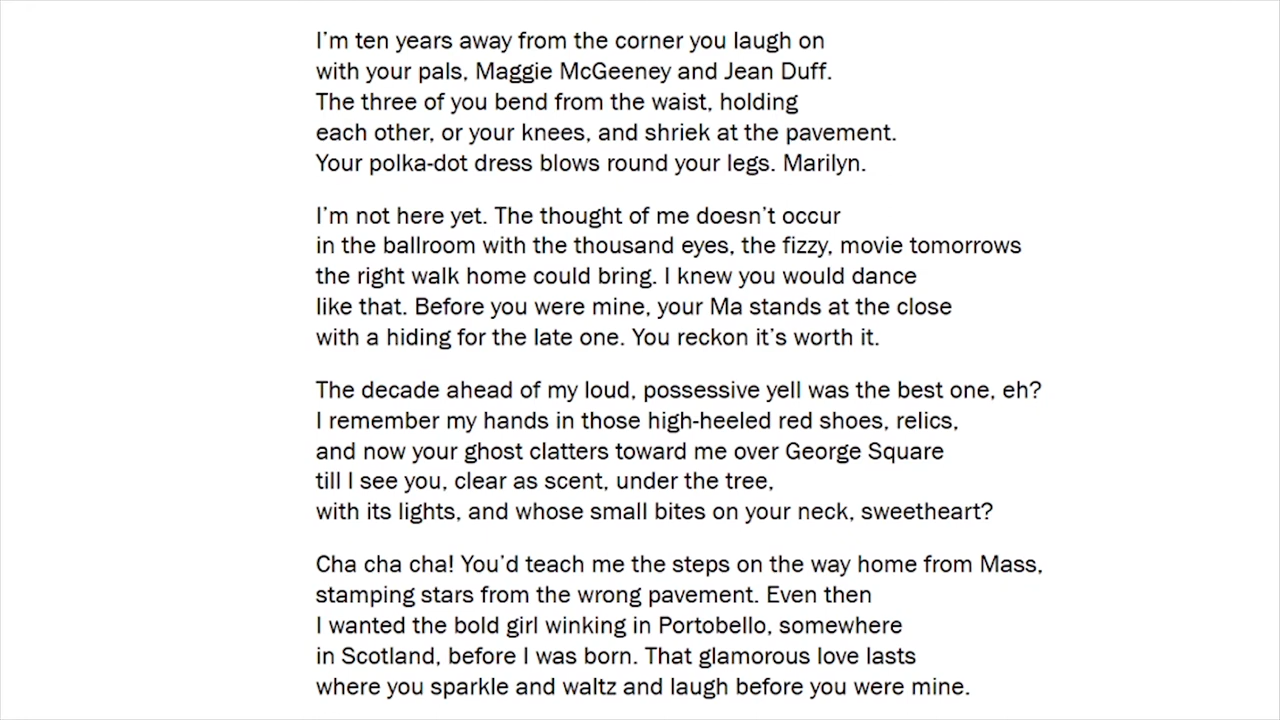 I’m ten years away from the corner you laugh on
with your pals, Maggie McGeeney and Jean Duff.
The three of you bend from the waist, holding
each other, or your knees, and shriek at the pavement.
Your polka-dot dress blows round your legs. Marilyn.
I’m not here yet. The thought of me doesn’t occur
in the ballroom with the thousand eyes, the fizzy, movie tomorrows
the right walk home could bring. I knew you would dance
like that. Before you were mine, your Ma stands at the close
with a hiding for the late one. You reckon it’s worth it.
The decade ahead of my loud, possessive yell was the best one, eh?
I remember my hands in those high-heeled red shoes, relics,
and now your ghost clatters toward me over George Square
till I see you, clear as scent, under the tree,
with its lights, and whose small bites on your neck, sweetheart?
Cha cha cha! You’d teach me the steps on the way home from Mass,
stamping stars from the wrong pavement. Even then
I wanted the bold girl winking in Portobello, somewhere
in Scotland, before I was born. That glamorous love lasts
where you sparkle and waltz and laugh before you were mine.